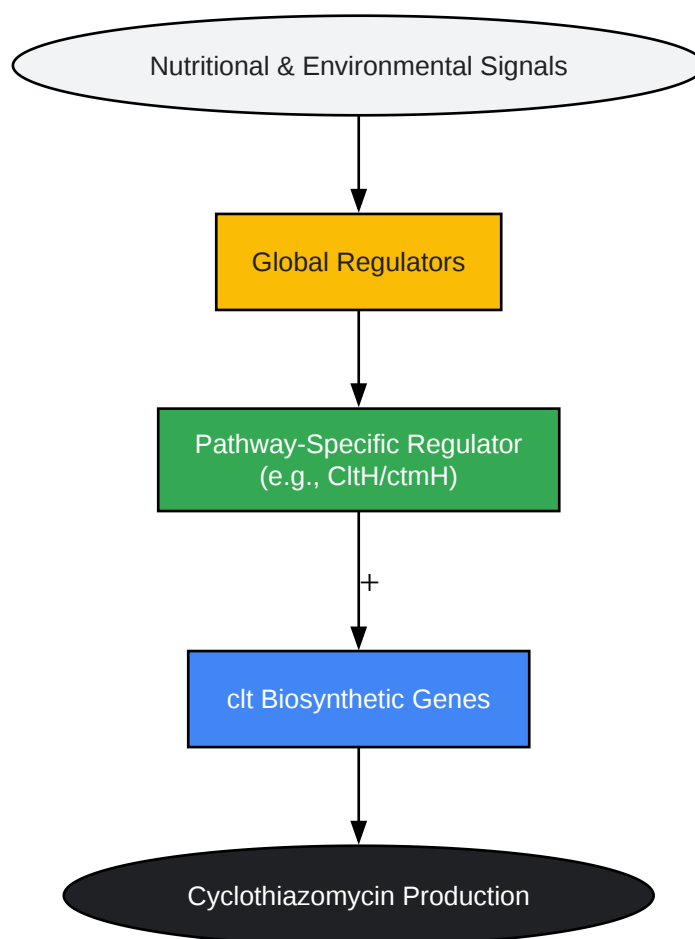 Nutritional & Environmental Signals
Global Regulators
Pathway-Specific Regulator
(e.g., CltH/ctmH)
+
clt Biosynthetic Genes
Cyclothiazomycin Production